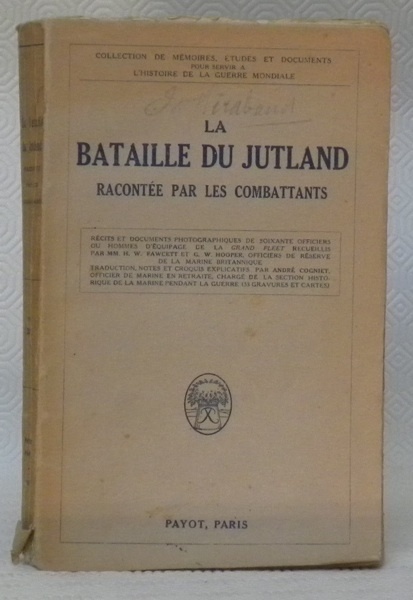 COLLECTION DE MÉMOIRES, ÉTUDES ET DOCUMENTS
POUR SERVIR A
L'HISTOIRE DE LA GUERRE MONDIALE
LA
BATAILLE DU JUTLAND
RACONTÉE PAR LES COMBATTANTS
RÉCITS ET DOCUMENTS PHOTOGRAPHIQUES DE SOIXANTE OFFICIERS
OU HOMMES D'ÉQUIPAGE DE LA GRAND FLEET RECUEILLIS
PAR MM. H. W. FAWCETT ET G. W. HOOPER, OFFICIERS DE RÉSERVE
DE LA MARINE BRITANNIQUE
TRADUCTION, NOTES ET CROQUIS EXPLICATIFS PAR ANDRÉ COGNIET,
OFFICIER DE MARINE EN RETRAITE, CHARGÉ DE LA SECTION HISTO-
RIQUE DE LA MARINE PENDANT LA GUERRE GRAVURES ET CARTES)
PAYOT, PARIS